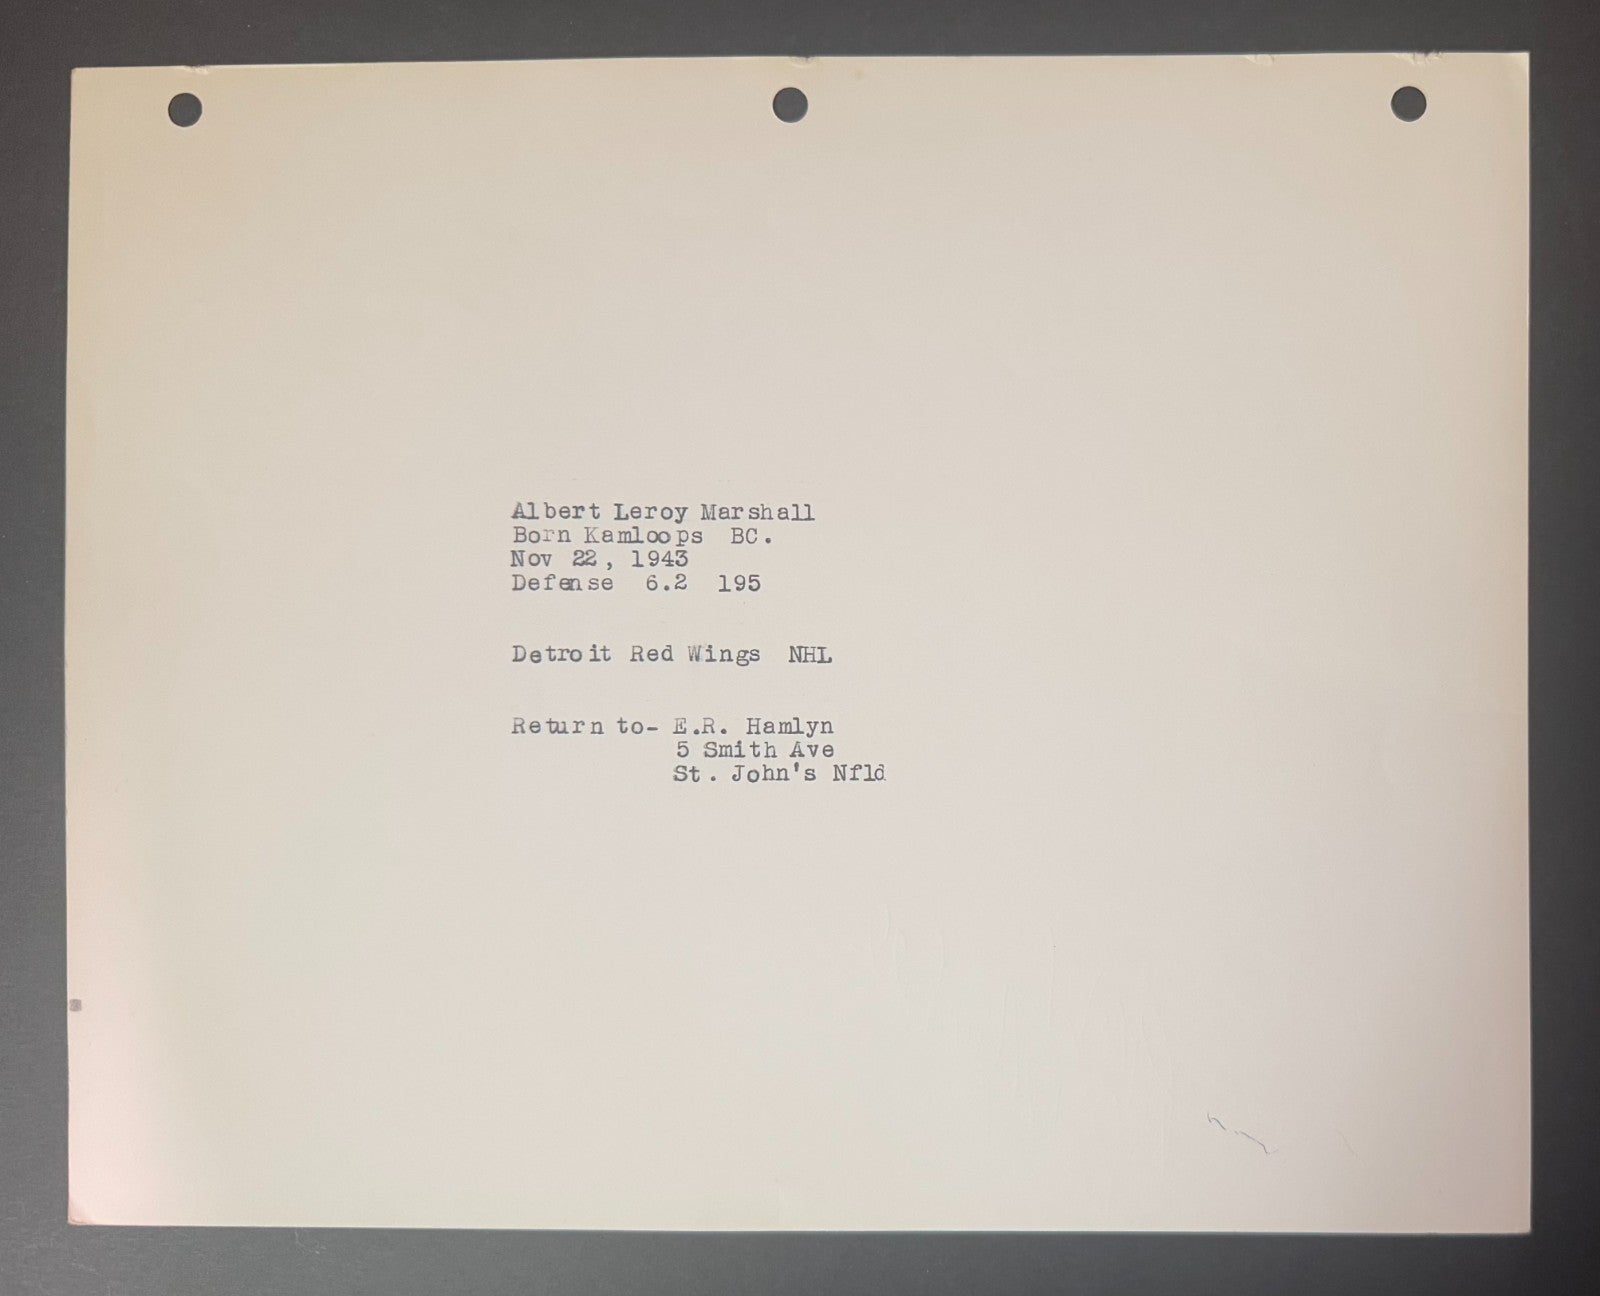 Albert Leroy Marshall
Born Kamloops BC.
Nov 22, 1943
Defense 6.2 195
Detroit Red Wings NHL
Return to- E.R. Hamlyn
5 Smith Ave
St. John's Nfld